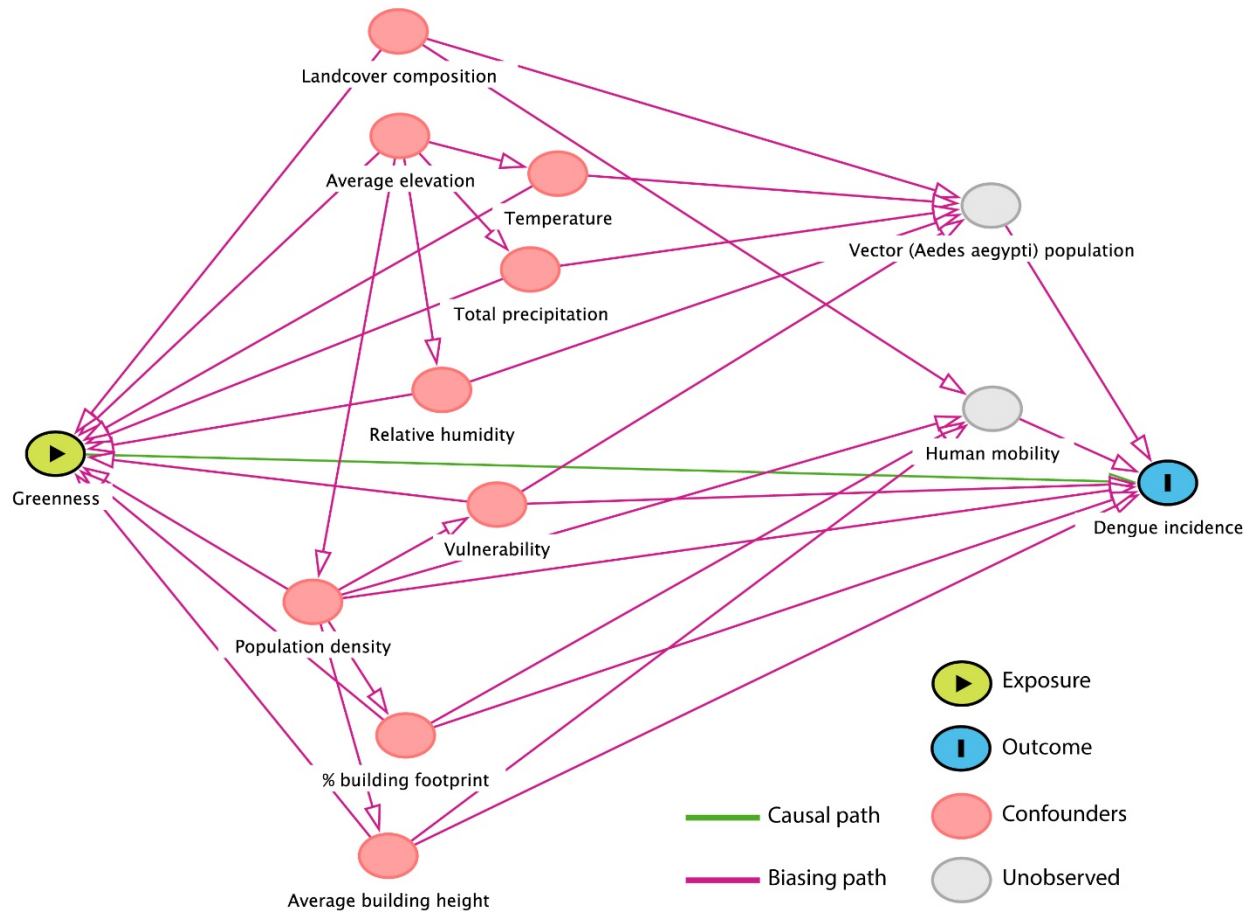 Landcover composition
Average elevation
Temperature
Vector (Aedes aegypti) population
Total precipitation
Relative humidity
Human mobility
Greenness
Dengue incidence
Vulnerability
Population density
Exposure
Outcome
% building footprint
Causal path
Confounders
Biasing path
Unobserved
Average building height